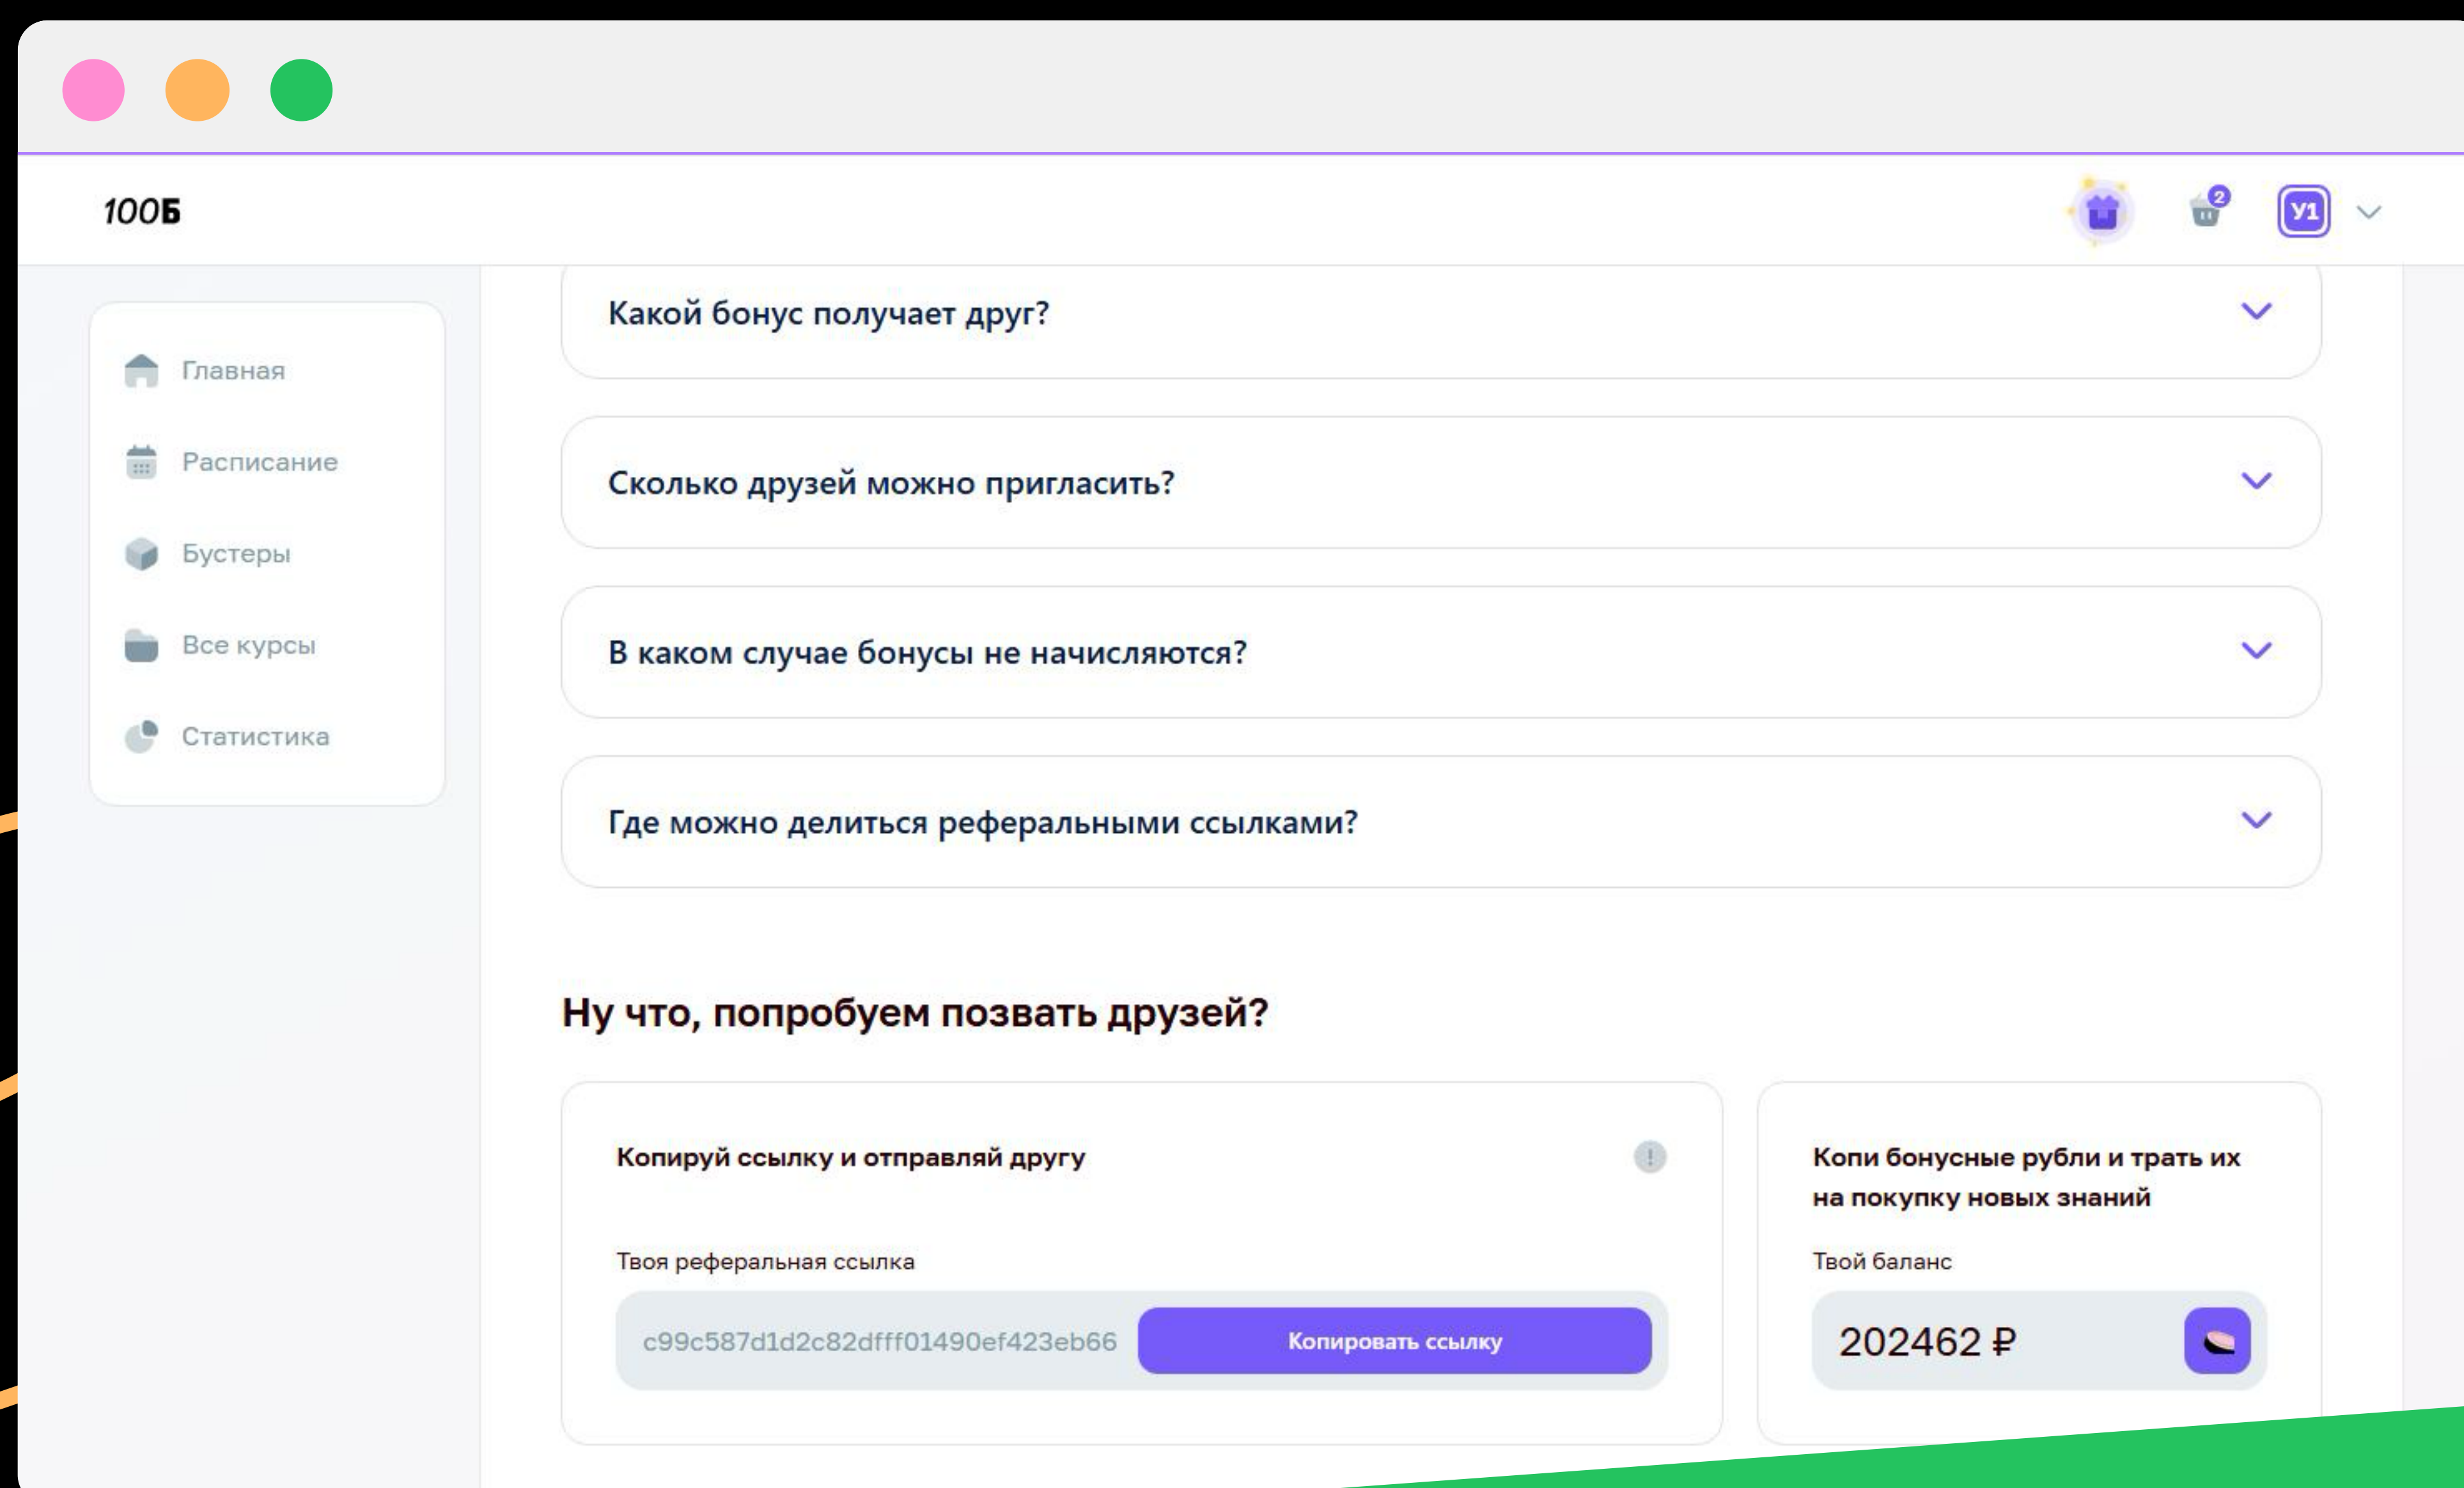 100Б
2
У1
Главная
Расписание
Бустеры
Все курсы
Статистика
Какой бонус получает друг?
Сколько друзей можно пригласить?
В каком случае бонусы не начисляются?
Где можно делиться реферальными ссылками?
Ну что, попробуем позвать друзей?
Копируй ссылку и отправляй другу
!
Твоя реферальная ссылка
c99c587d1d2c82dfff01490ef423eb66
Копировать ссылку
Копи бонусные рубли и трать их
на покупку новых знаний
Твой баланс
202462 ₽